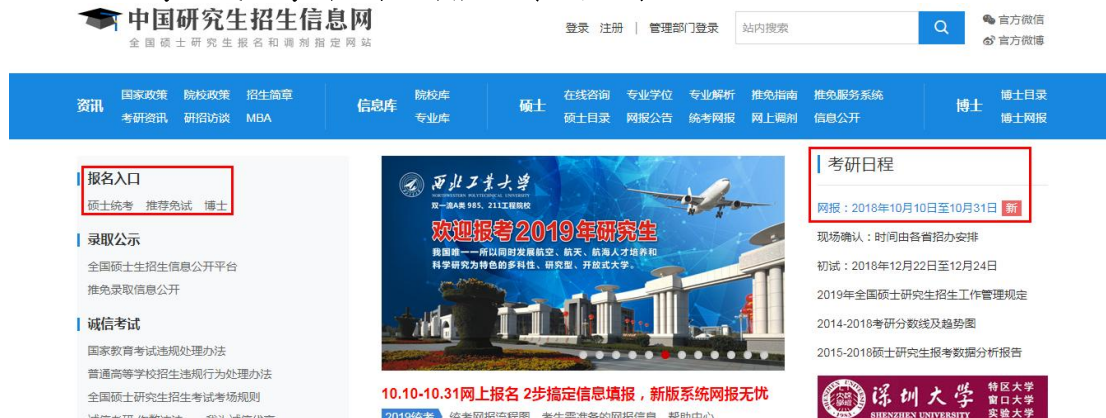 中国研究生招生信息网
全国硕士研究生报名和调剂指定网站
登录 注册 | 管理部门登录
站内搜索
官方微信
官方微博
资讯
国家政策 院校政策 招生简章
考研资讯 研招访谈 MBA
信息库
院校库
专业库
硕士
在线咨询 专业学位 专业解析 推免指南 推免服务系统
硕士目录 网报公告 统考网报 网上调剂 信息公开
博士
博士目录
博士网报
报名入口
硕士统考 推荐免试 博士
录取公示
全国硕士生招生信息公开平台
推免录取信息公开
诚信考试
国家教育考试违规处理办法
普通高等学校招生违规行为处理办法
全国硕士研究生招生考试考场规则
西北工业大学
NORTHWESTERN POLYTECHNICAL UNIVERSITY
双一流A类 985、211工程院校
欢迎报考2019年研究生
我国唯一一所以同时发展航空、航天、航海人才培养和
科学研究为特色的多科性、研究型、开放式大学。
10.10-10.31网上报名 2步搞定信息填报，新版系统网报无忧
2019统考 统考网报流程图 考生需准备的网报信息 帮助中心
考研日程
网报：2018年10月10日至10月31日 新
现场确认：时间由各省招办安排
初试：2018年12月22日至12月24日
2019年全国硕士研究生招生工作管理规定
2014-2018考研分数线及趋势图
2015-2018硕士研究生报考数据分析报告
深圳大学
SHENZHEN UNIVERSITY
特区大学
窗口大学
实验大学